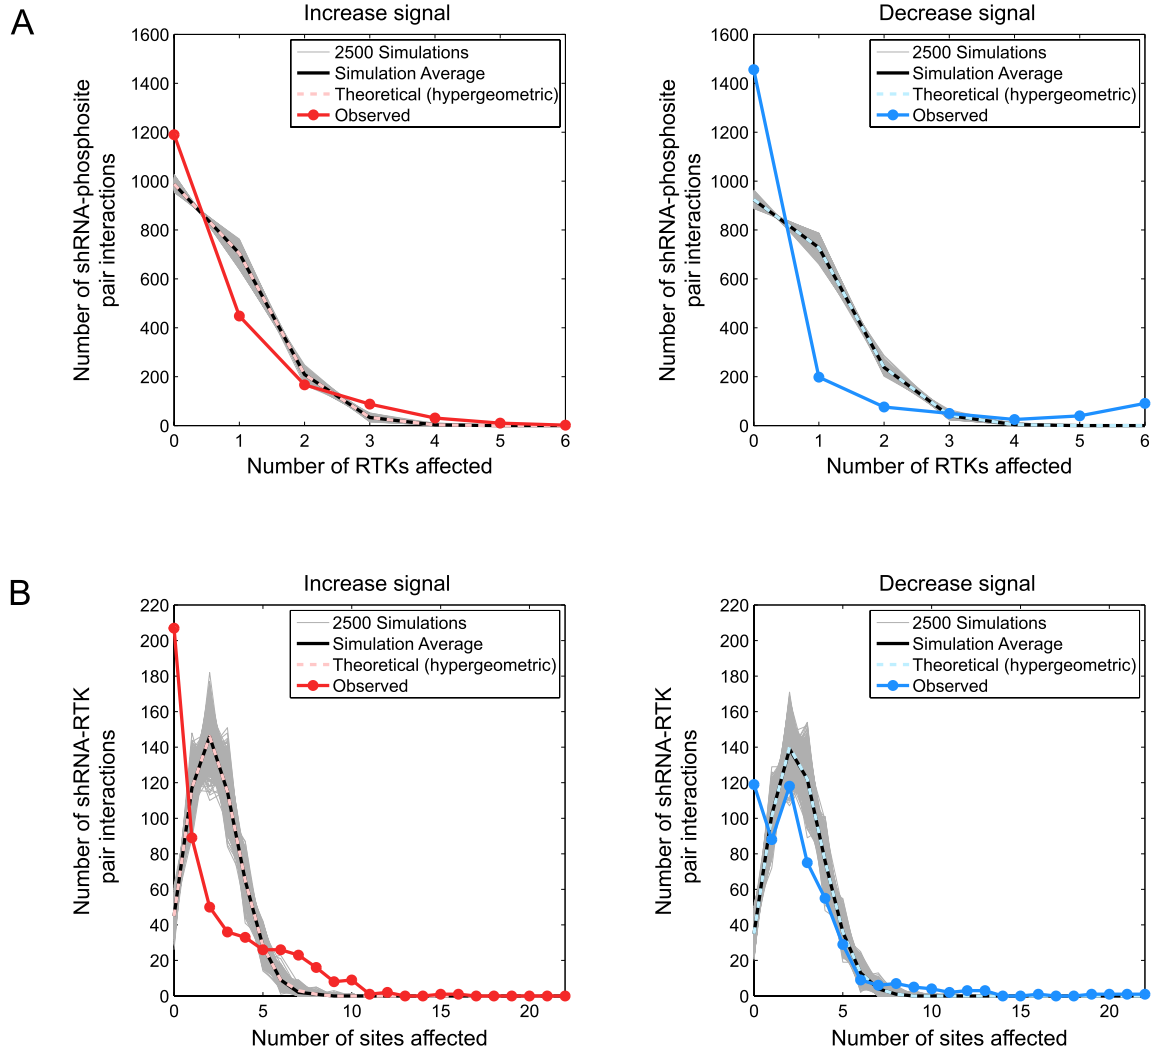 A
Increase signal
1600
1400
1200
1000
800
600
400
200
0
0 1 2 3 4 5 6
Number of shRNA-phosphosite
pair interactions
Number of RTKs affected
2500 Simulations
Simulation Average
Theoretical (hypergeometric)
Observed
Decrease signal
1600
1400
1200
1000
800
600
400
200
0
0 1 2 3 4 5 6
Number of shRNA-phosphosite
pair interactions
Number of RTKs affected
2500 Simulations
Simulation Average
Theoretical (hypergeometric)
Observed
B
Increase signal
220
200
180
160
140
120
100
80
60
40
20
0
0 5 10 15 20
Number of shRNA-RTK
pair interactions
Number of sites affected
2500 Simulations
Simulation Average
Theoretical (hypergeometric)
Observed
Decrease signal
220
200
180
160
140
120
100
80
60
40
20
0
0 5 10 15 20
Number of shRNA-RTK
pair interactions
Number of sites affected
2500 Simulations
Simulation Average
Theoretical (hypergeometric)
Observed